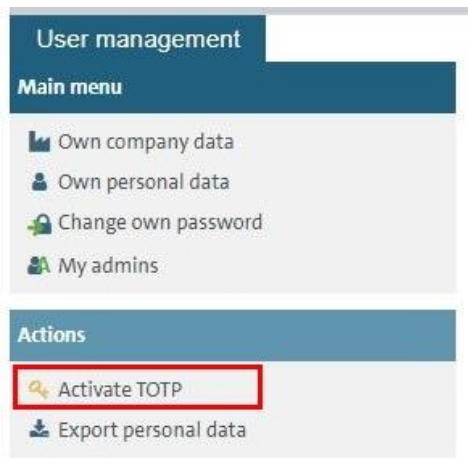 User management
Main menu
Own company data
Own personal data
Change own password
My admins
Actions
Activate TOTP
Export personal data